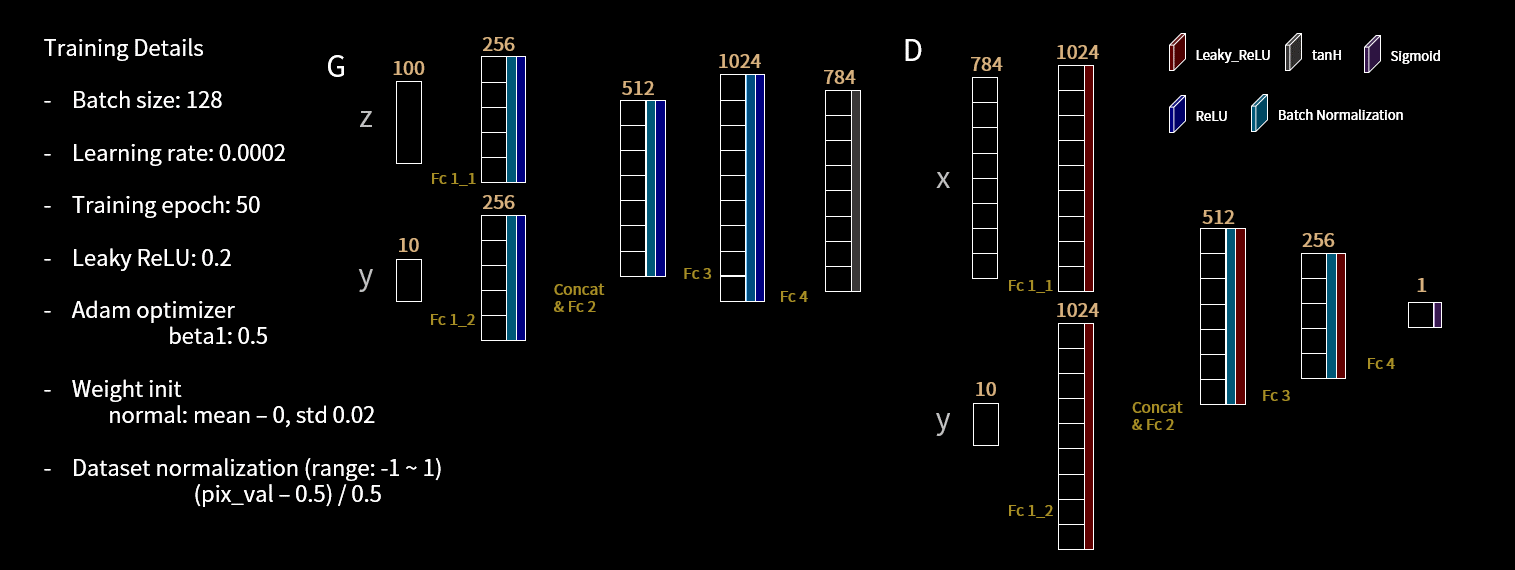 Training Details
- Batch size: 128
- Learning rate: 0.0002
- Training epoch: 50
- Leaky ReLU: 0.2
- Adam optimizer
beta1: 0.5
- Weight init
normal: mean – 0, std 0.02
- Dataset normalization (range: -1 ~ 1)
(pix_val – 0.5) / 0.5
G
100
z
256
Fc 1_1
10
y
256
Fc 1_2
Concat
& Fc 2
512
Fc 3
1024
Fc 4
784
D
784
x
1024
Fc 1_1
10
y
1024
Fc 1_2
Concat
& Fc 2
512
Fc 3
256
Fc 4
1
Leaky_ReLU
tanH
Sigmoid
ReLU
Batch Normalization